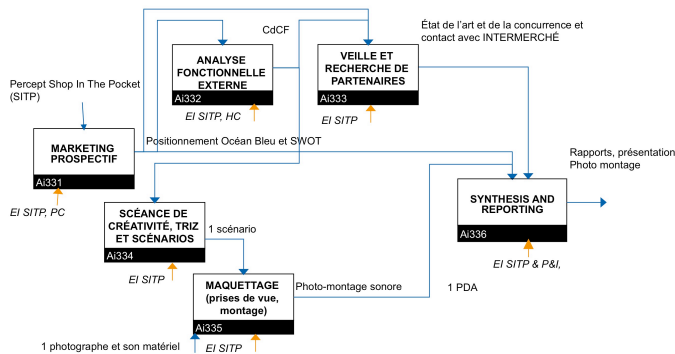 CdCF
État de l'art et de la concurrence et
contact avec INTERMERCHÉ
ANALYSE
FONCTIONNELLE
EXTERNE
Ai332
EI SITP, HC
VEILLE ET
RECHERCHE DE
PARTENAIRES
Ai333
EI SITP
Percept Shop In The Pocket
(SITP)
MARKETING
PROSPECTIF
Ai331
EI SITP, PC
Positionnement Océan Bleu et SWOT
Rapports, présentation
Photo montage
SYNTHESIS AND
REPORTING
Ai336
EI SITP & P&I,
SCÉANCE DE
CRÉATIVITÉ, TRIZ
ET SCÉNARIOS
Ai334
EI SITP
1 scénario
MAQUETTAGE
(prises de vue,
montage)
Ai335
Photo-montage sonore
1 PDA
1 photographe et son matériel
EI SITP